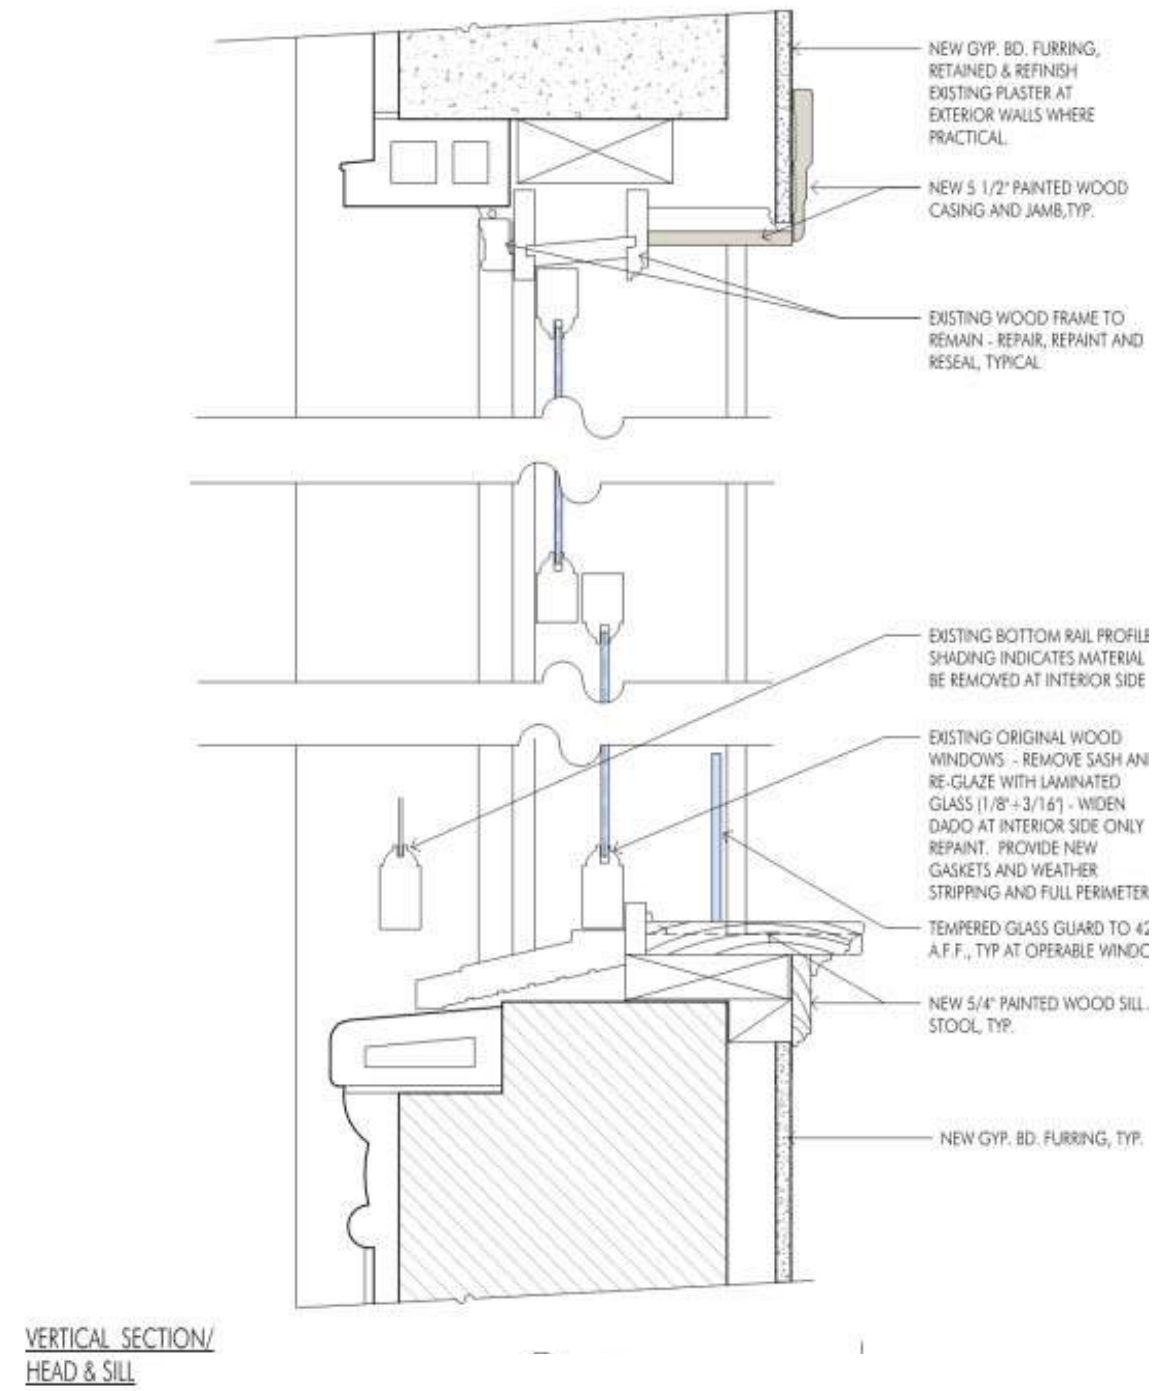 NEW GYP. BD. FURRING,
RETAINED & REFINISH
EXISTING PLASTER AT
EXTERIOR WALLS WHERE
PRACTICAL.
NEW 5 1/2" PAINTED WOOD
CASING AND JAMB,TYP.
EXISTING WOOD FRAME TO
REMAIN - REPAIR, REPAINT AND
RESEAL, TYPICAL
EXISTING BOTTOM RAIL PROFILE
SHADING INDICATES MATERIAL
BE REMOVED AT INTERIOR SIDE
EXISTING ORIGINAL WOOD
WINDOWS - REMOVE SASH AN
RE-GLAZE WITH LAMINATED
GLASS (1/8"+3/16") - WIDEN
DADO AT INTERIOR SIDE ONLY
REPAINT. PROVIDE NEW
GASKETS AND WEATHER
STRIPPING AND FULL PERIMETER
TEMPERED GLASS GUARD TO 42
A.F.F., TYP AT OPERABLE WINDO
NEW 5/4" PAINTED WOOD SILL
STOOL, TYP.
NEW GYP. BD. FURRING, TYP.
VERTICAL SECTION/
HEAD & SILL